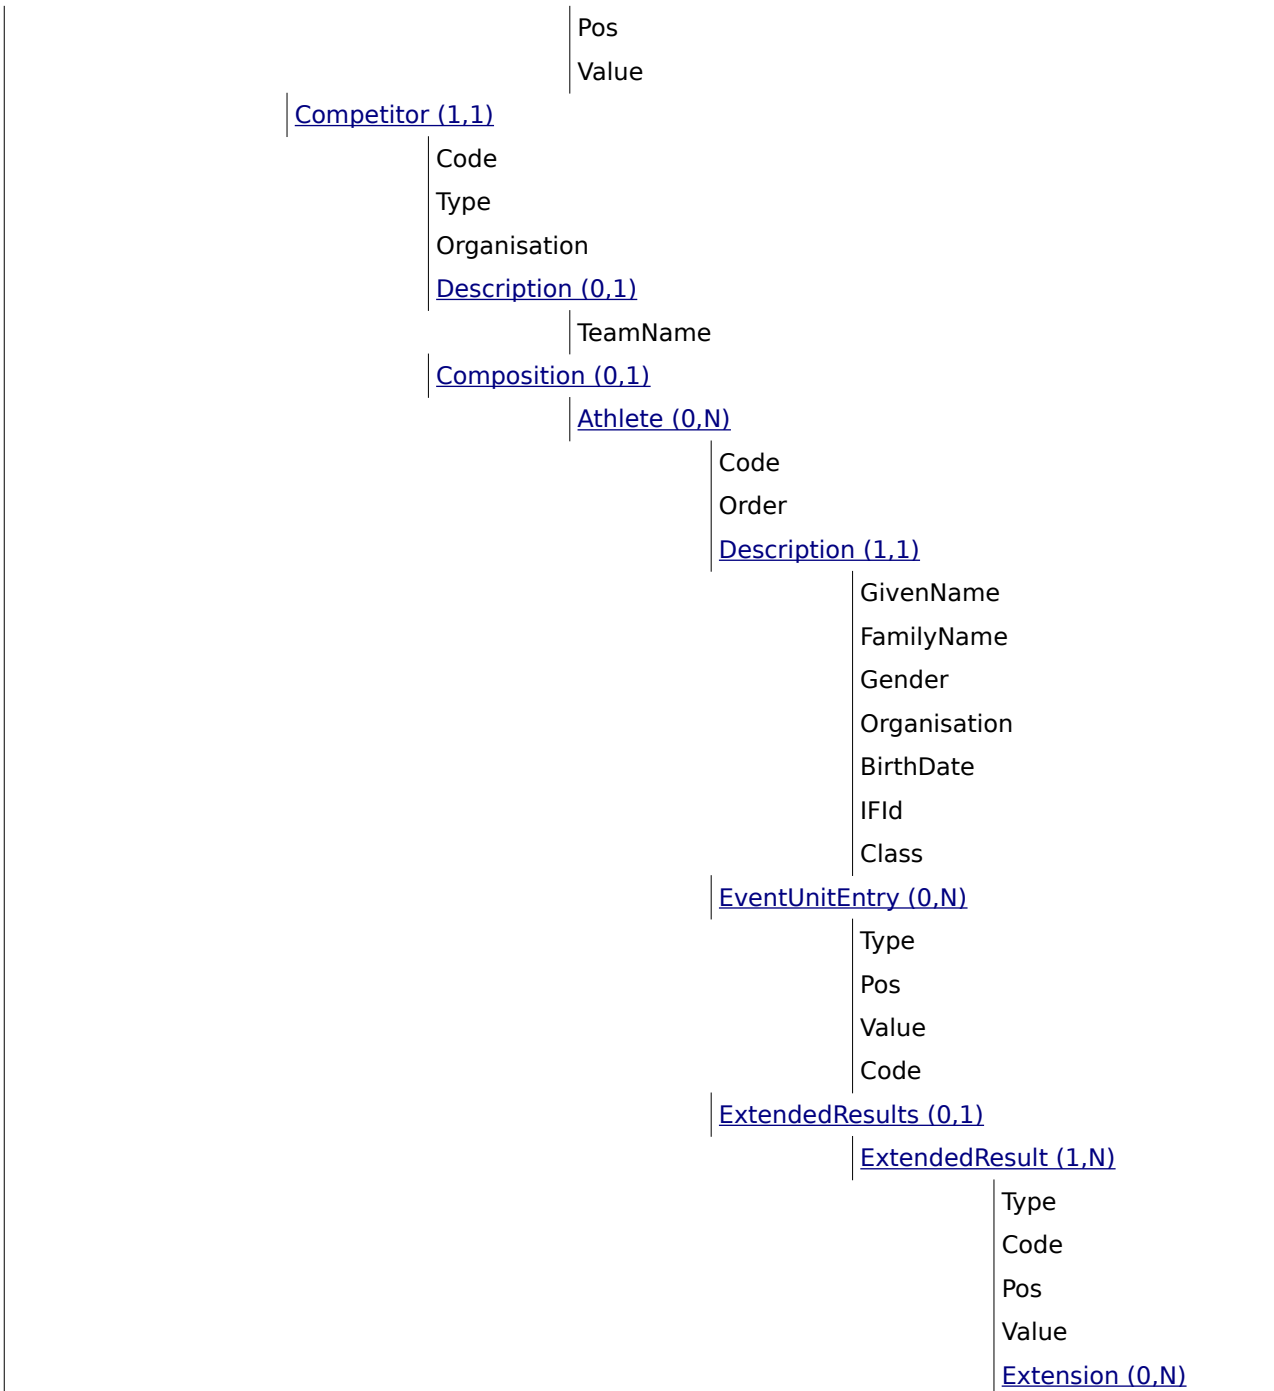 Pos
Value
Competitor (1,1)
Code
Type
Organisation
Description (0,1)
TeamName
Composition (0,1)
Athlete (0,N)
Code
Order
Description (1,1)
GivenName
FamilyName
Gender
Organisation
BirthDate
IFId
Class
EventUnitEntry (0,N)
Type
Pos
Value
Code
ExtendedResults (0,1)
ExtendedResult (1,N)
Type
Code
Pos
Value
Extension (0,N)